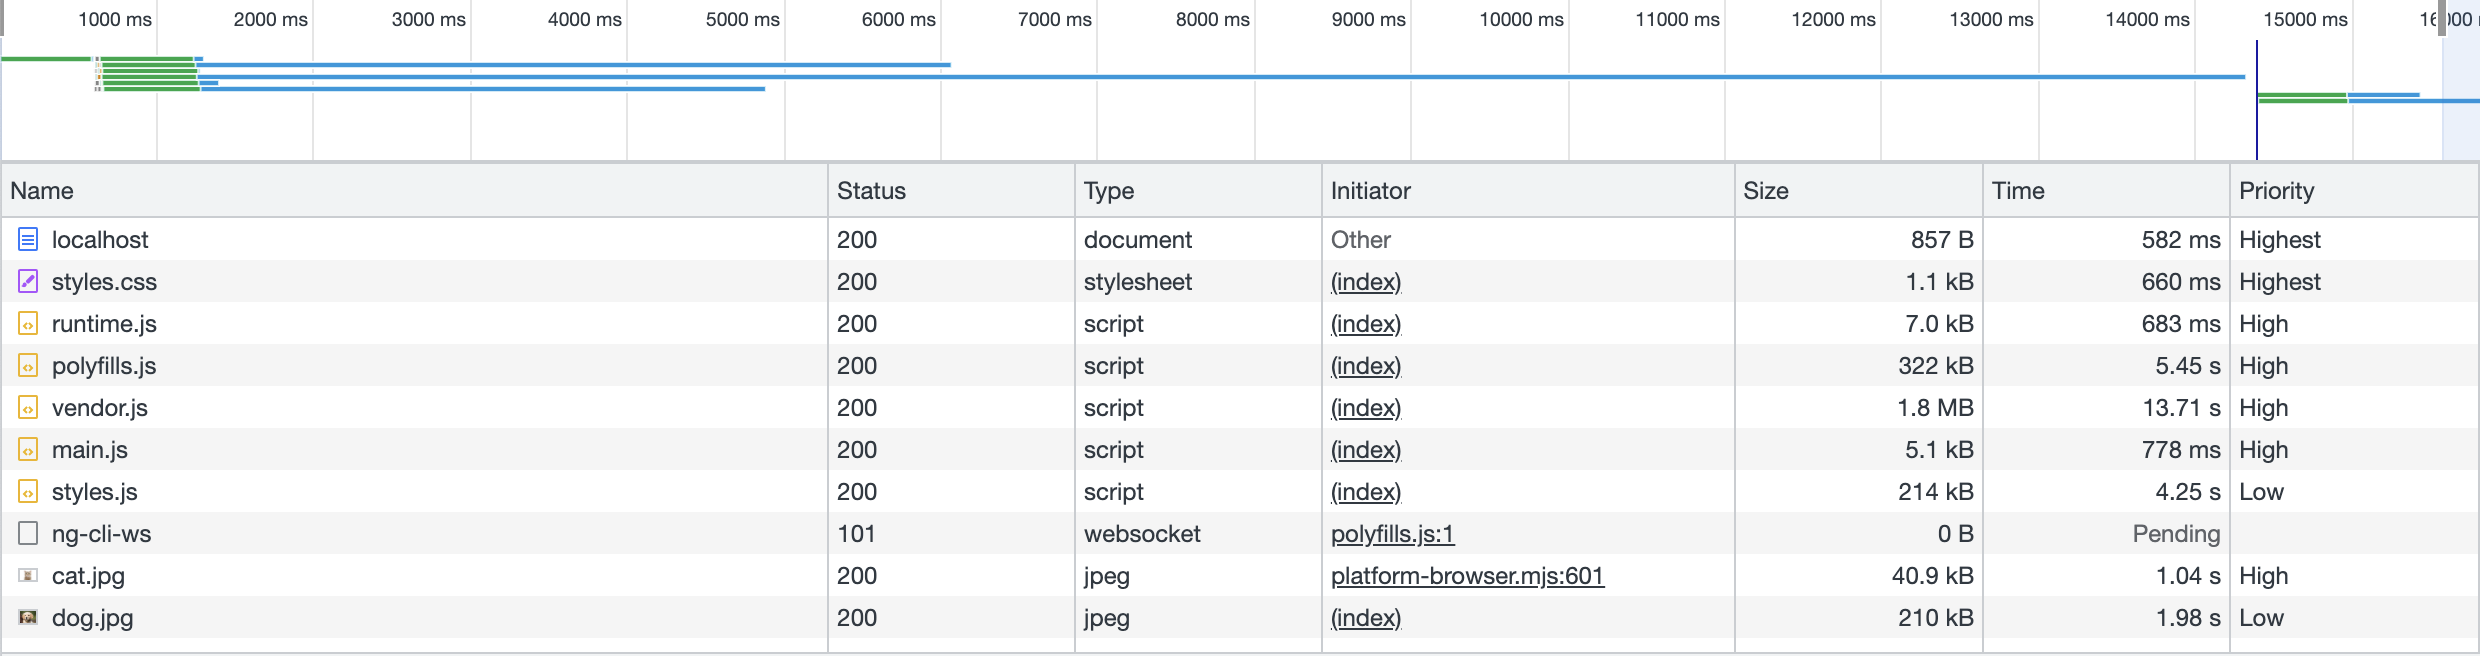 1000 ms 2000 ms 3000 ms 4000 ms 5000 ms 6000 ms 7000 ms 8000 ms 9000 ms 10000 ms 11000 ms 12000 ms 13000 ms 14000 ms 15000 ms
Name Status Type Initiator Size Time Priority
localhost 200 document Other 857 B 582 ms Highest
styles.css 200 stylesheet (index) 1.1 kB 660 ms Highest
runtime.js 200 script (index) 7.0 kB 683 ms High
polyfills.js 200 script (index) 322 kB 5.45 s High
vendor.js 200 script (index) 1.8 MB 13.71 s High
main.js 200 script (index) 5.1 kB 778 ms High
styles.js 200 script (index) 214 kB 4.25 s Low
ng-cli-ws 101 websocket polyfills.js:1 0 B Pending
cat.jpg 200 jpeg platform-browser.mjs:601 40.9 kB 1.04 s High
dog.jpg 200 jpeg (index) 210 kB 1.98 s Low